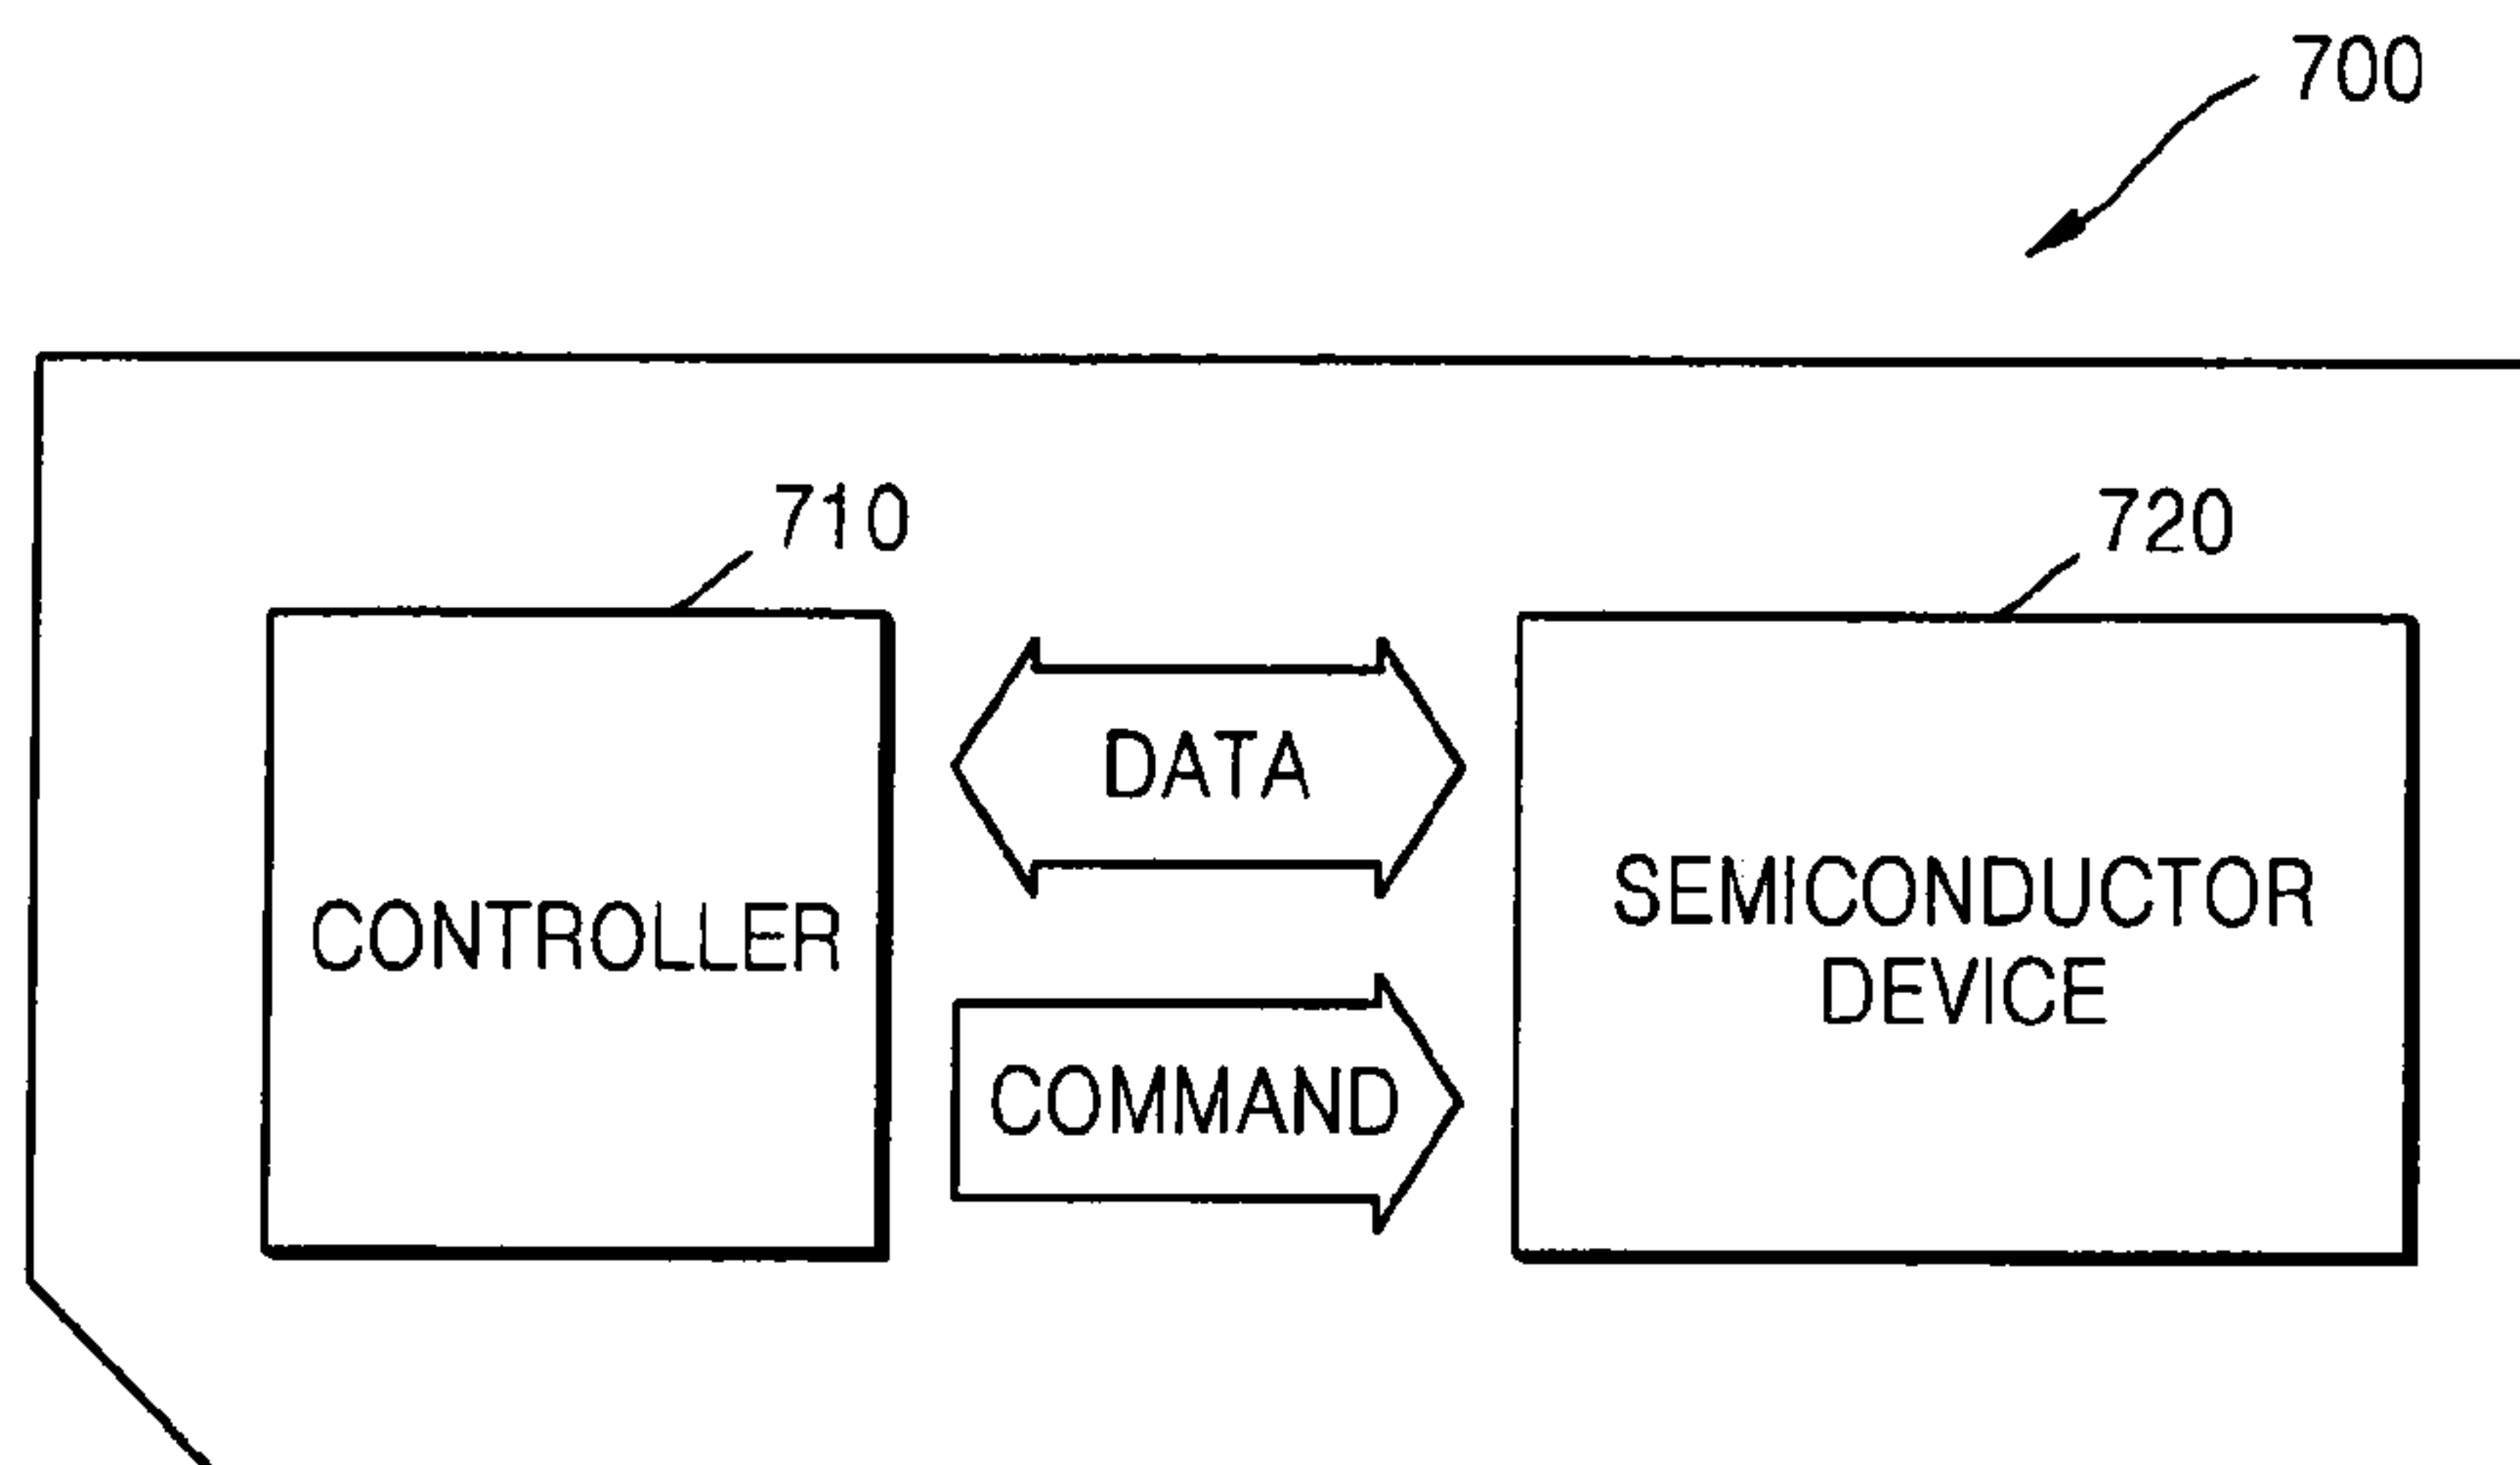 700
710
720
DATA
CONTROLLER
SEMICONDUCTOR
DEVICE
COMMAND